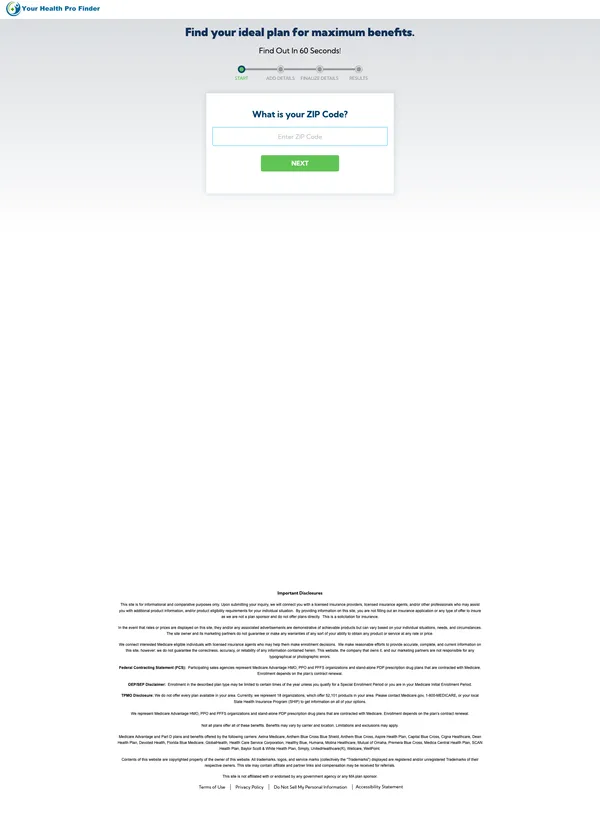 Your Health Pro Finder
Find your ideal plan for maximum benefits.
Find Out In 60 Seconds!
START ADD DETAILS FINALIZE DETAILS RESULTS
What is your ZIP Code?
Enter ZIP Code
NEXT
Important Disclosures
This site is for informational and comparative purposes only. Upon submitting your inquiry, we will connect you with a licensed insurance providers, licensed insurance agents, and/or other professionals who may assist
you with additional product information, and/or product eligibility requirements for your individual situation. By providing information on this site, you are not filling out an insurance application or any type of offer to insure
as we are not a plan sponsor and do not offer plans directly. This is a solicitation for insurance.
In the event that rates or prices are displayed on this site, they and/or any associated advertisements are demonstrative of achievable products but can vary based on your individual situations, needs, and circumstances.
The site owner and its marketing partners do not guarantee or make any warranties of any sort of your ability to obtain any product or service at any rate or price.
We connect interested Medicare eligible individuals with licensed insurance agents who may help them make enrollment decisions. We make reasonable efforts to provide accurate, complete, and current information on
this site, however: we do not guarantee the correctness, accuracy, or reliability of any information contained herein. This website, the company that owns it, and our marketing partners are not responsible for any
typographical or photographic errors.
Federal Contracting Statement (FCS): Participating sales agencies represent Medicare Advantage HMO, PPO and PFFS organizations and stand-alone PDP prescription drug plans that are contracted with Medicare.
Enrollment depends on the plan's contract renewal.
OEP/SEP Disclaimer: Enrollment in the described plan type may be limited to certain times of the year unless you qualify for a Special Enrollment Period or you are in your Medicare Initial Enrollment Period.
TPMO Disclosure: We do not offer every plan available in your area. Currently, we represent 18 organizations, which offer 52,101 products in your area. Please contact Medicare.gov, 1-800-MEDICARE, or your local
State Health Insurance Program (SHIP) to get information on all of your options.
We represent Medicare Advantage HMO, PPO and PFFS organizations and stand-alone PDP prescription drug plans that are contracted with Medicare. Enrollment depends on the plan's contract renewal.
Not all plans offer all of these benefits. Benefits may vary by carrier and location. Limitations and exclusions may apply.
Medicare Advantage and Part D plans and benefits offered by the following carriers: Aetna Medicare, Anthem Blue Cross Blue Shield, Anthem Blue Cross, Aspire Health Plan, Capital Blue Cross, Cigna Healthcare, Dean
Health Plan, Devoted Health, Florida Blue Medicare, GlobalHealth, Health Care Service Corporation, Healthy Blue, Humana, Molina Healthcare, Mutual of Omaha, Premera Blue Cross, Medica Central Health Plan, SCAN
Health Plan, Baylor Scott & White Health Plan, Simply, UnitedHealthcare(R), Wellcare, WellPoint
Contents of this website are copyrighted property of the owner of this website. All trademarks, logos, and service marks (collectively the "Trademarks") displayed are registered and/or unregistered Trademarks of their
respective owners. This site may contain affiliate and partner links and compensation may be received for referrals.
This site is not affiliated with or endorsed by any government agency or any MA plan sponsor.
Terms of Use | Privacy Policy | Do Not Sell My Personal Information | Accessibility Statement